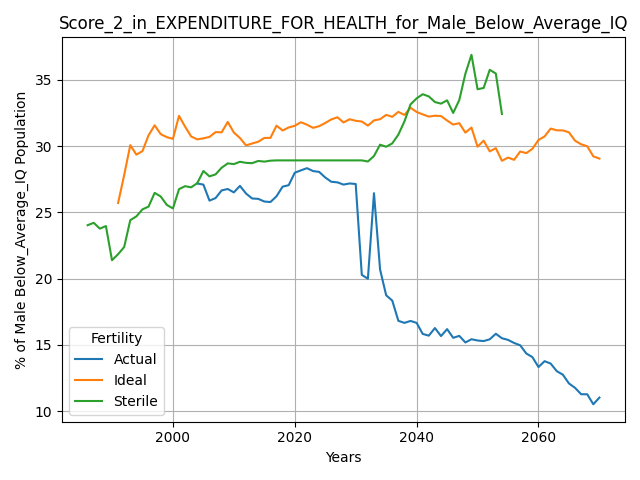 Score_2_in_EXPENDITURE_FOR_HEALTH_for_Male_Below_Average_IQ
% of Male Below_Average_IQ Population
35
30
25
20
15
10
Fertility
Actual
Ideal
Sterile
2000 2020 2040 2060
Years